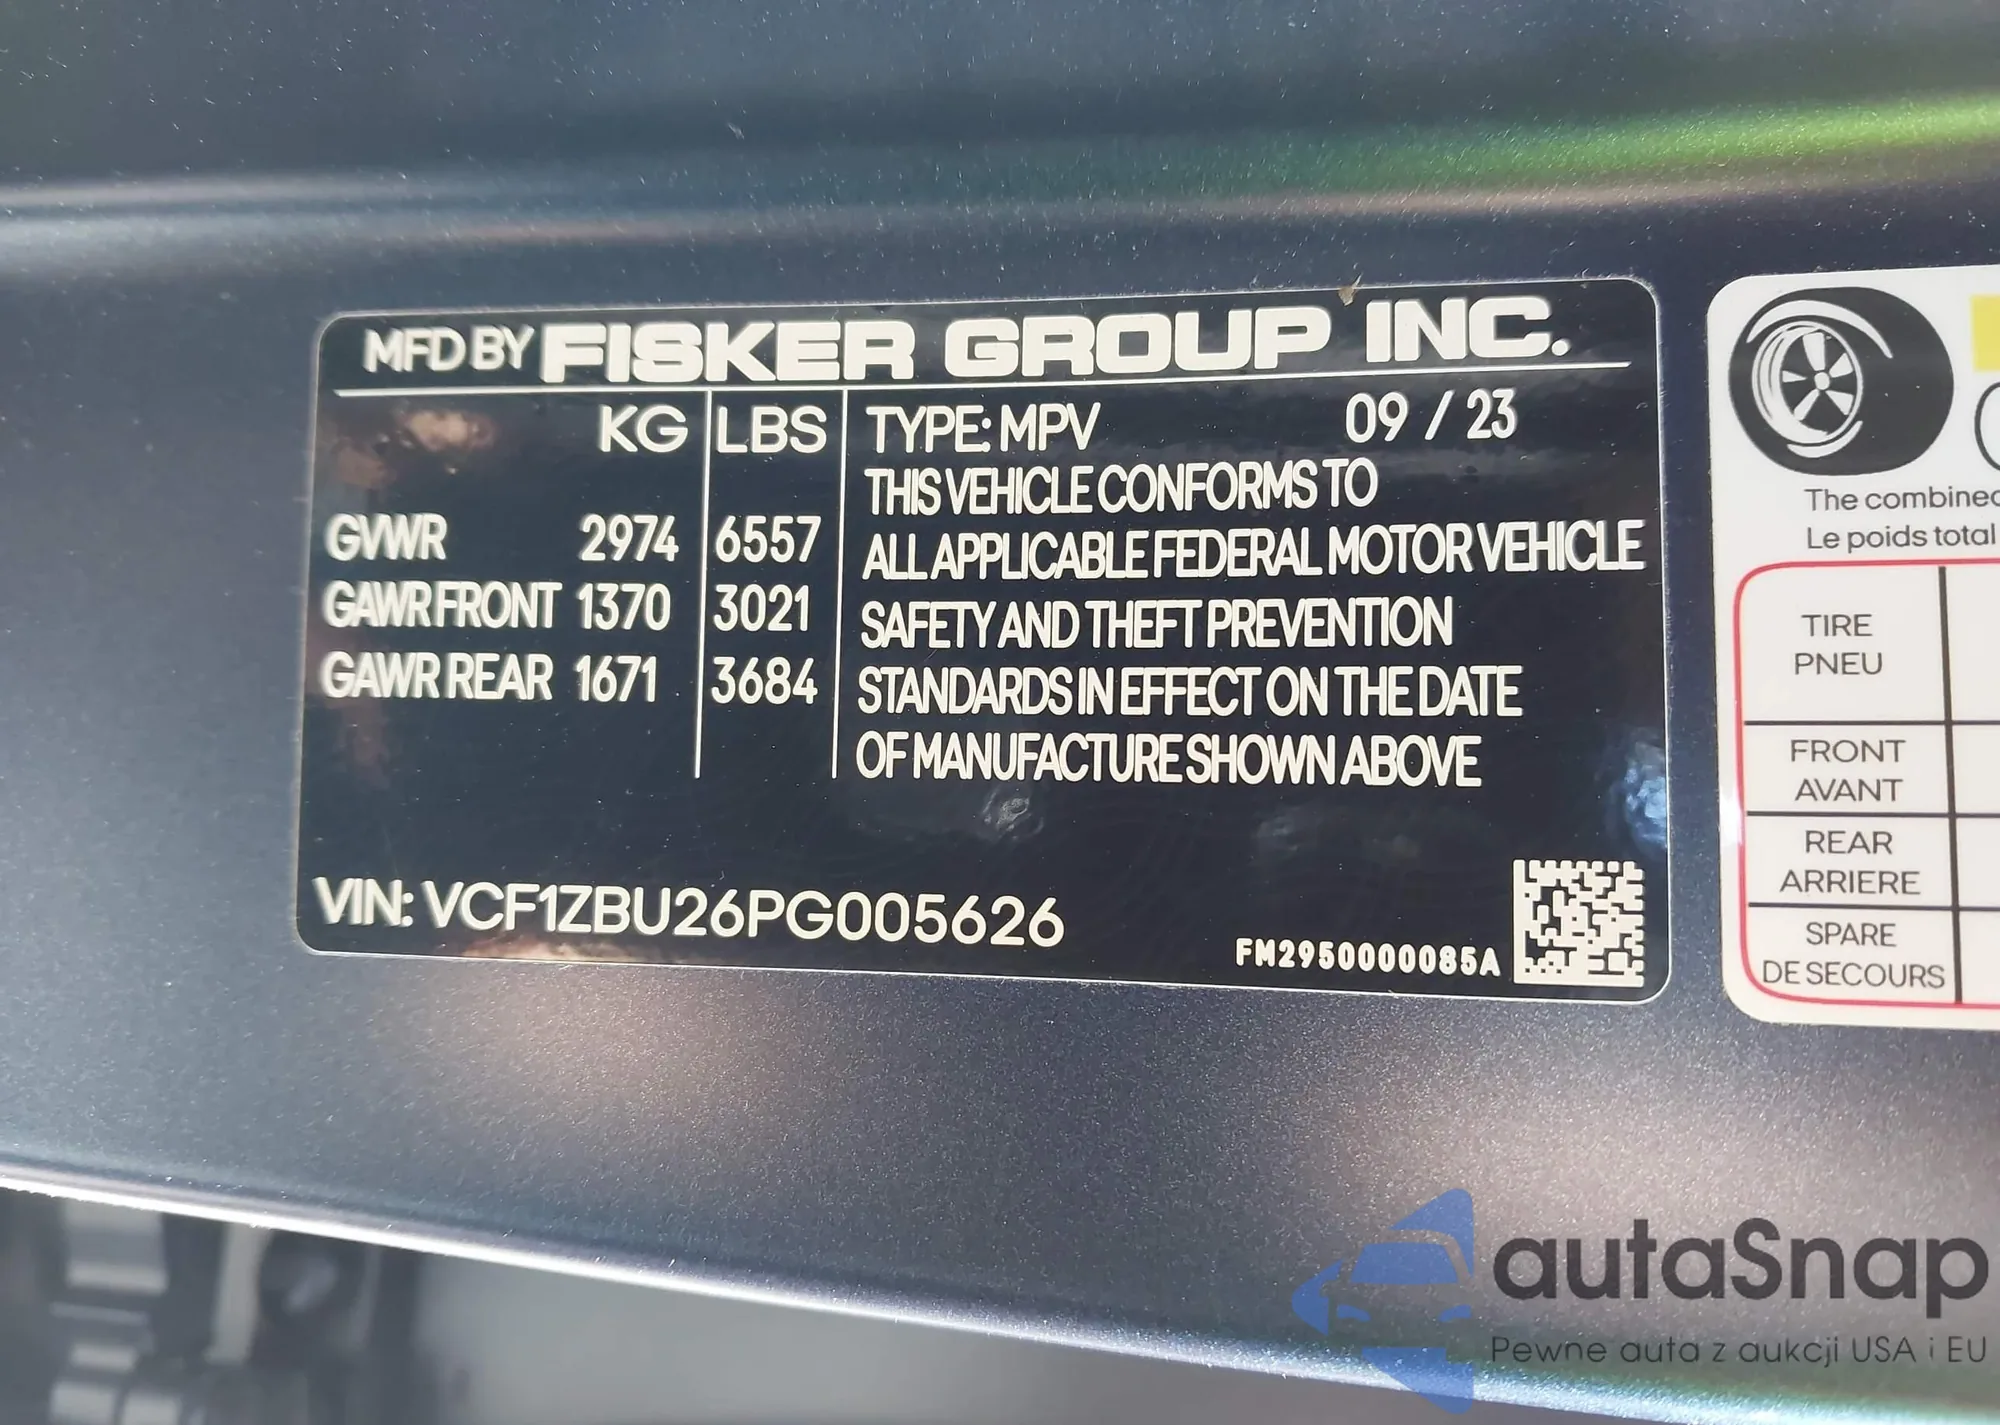 MFD BY FISKER GROUP INC.
KG LBS TYPE: MPV 09 / 23
THIS VEHICLE CONFORMS TO
GVWR 2974 6557 ALL APPLICABLE FEDERAL MOTOR VEHICLE
GAWR FRONT 1370 3021 SAFETY AND THEFT PREVENTION
GAWR REAR 1671 3684 STANDARDS IN EFFECT ON THE DATE
OF MANUFACTURE SHOWN ABOVE
VIN: VCF1ZBU26PG005626
FM2950000085A
The combined
Le poids total
TIRE
PNEU
FRONT
AVANT
REAR
ARRIERE
SPARE
DE SECOURS
autaSnap
Pewne auta z aukcji USA i EU